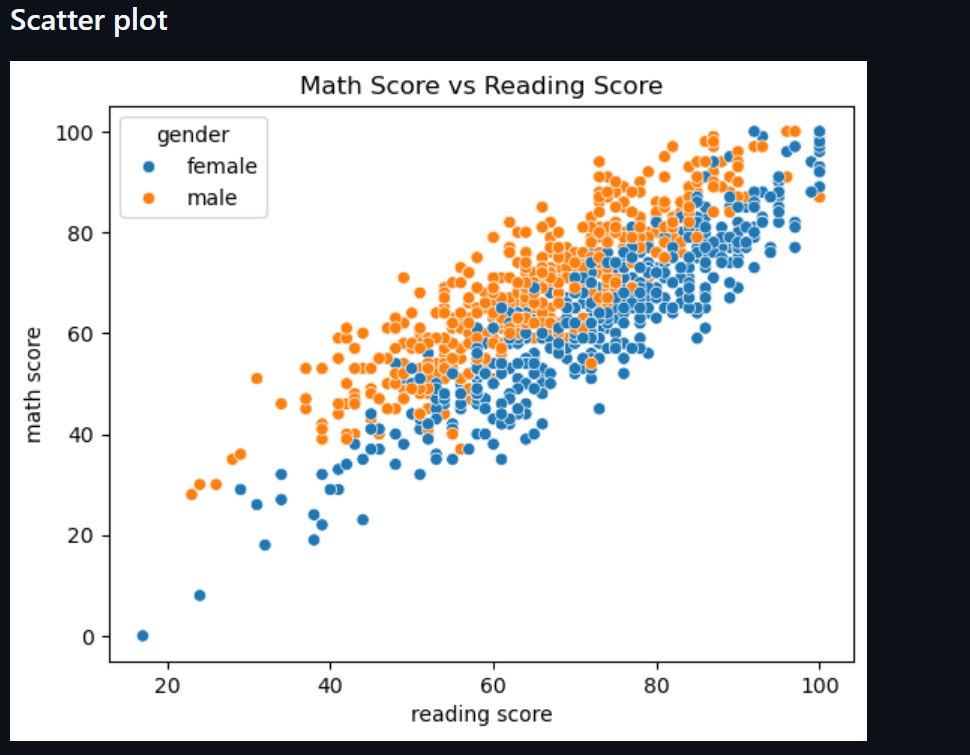 Scatter plot
Math Score vs Reading Score
gender
female
male
100
80
60
40
20
0
math score
20 40 60 80 100
reading score